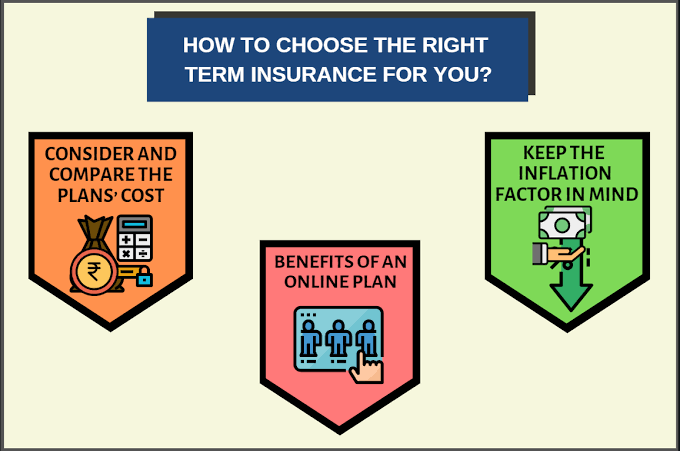 HOW TO CHOOSE THE RIGHT
TERM INSURANCE FOR YOU?
CONSIDER AND
COMPARE THE
PLANS' COST
₹
BENEFITS OF AN
ONLINE PLAN
KEEP THE
INFLATION
FACTOR IN MIND